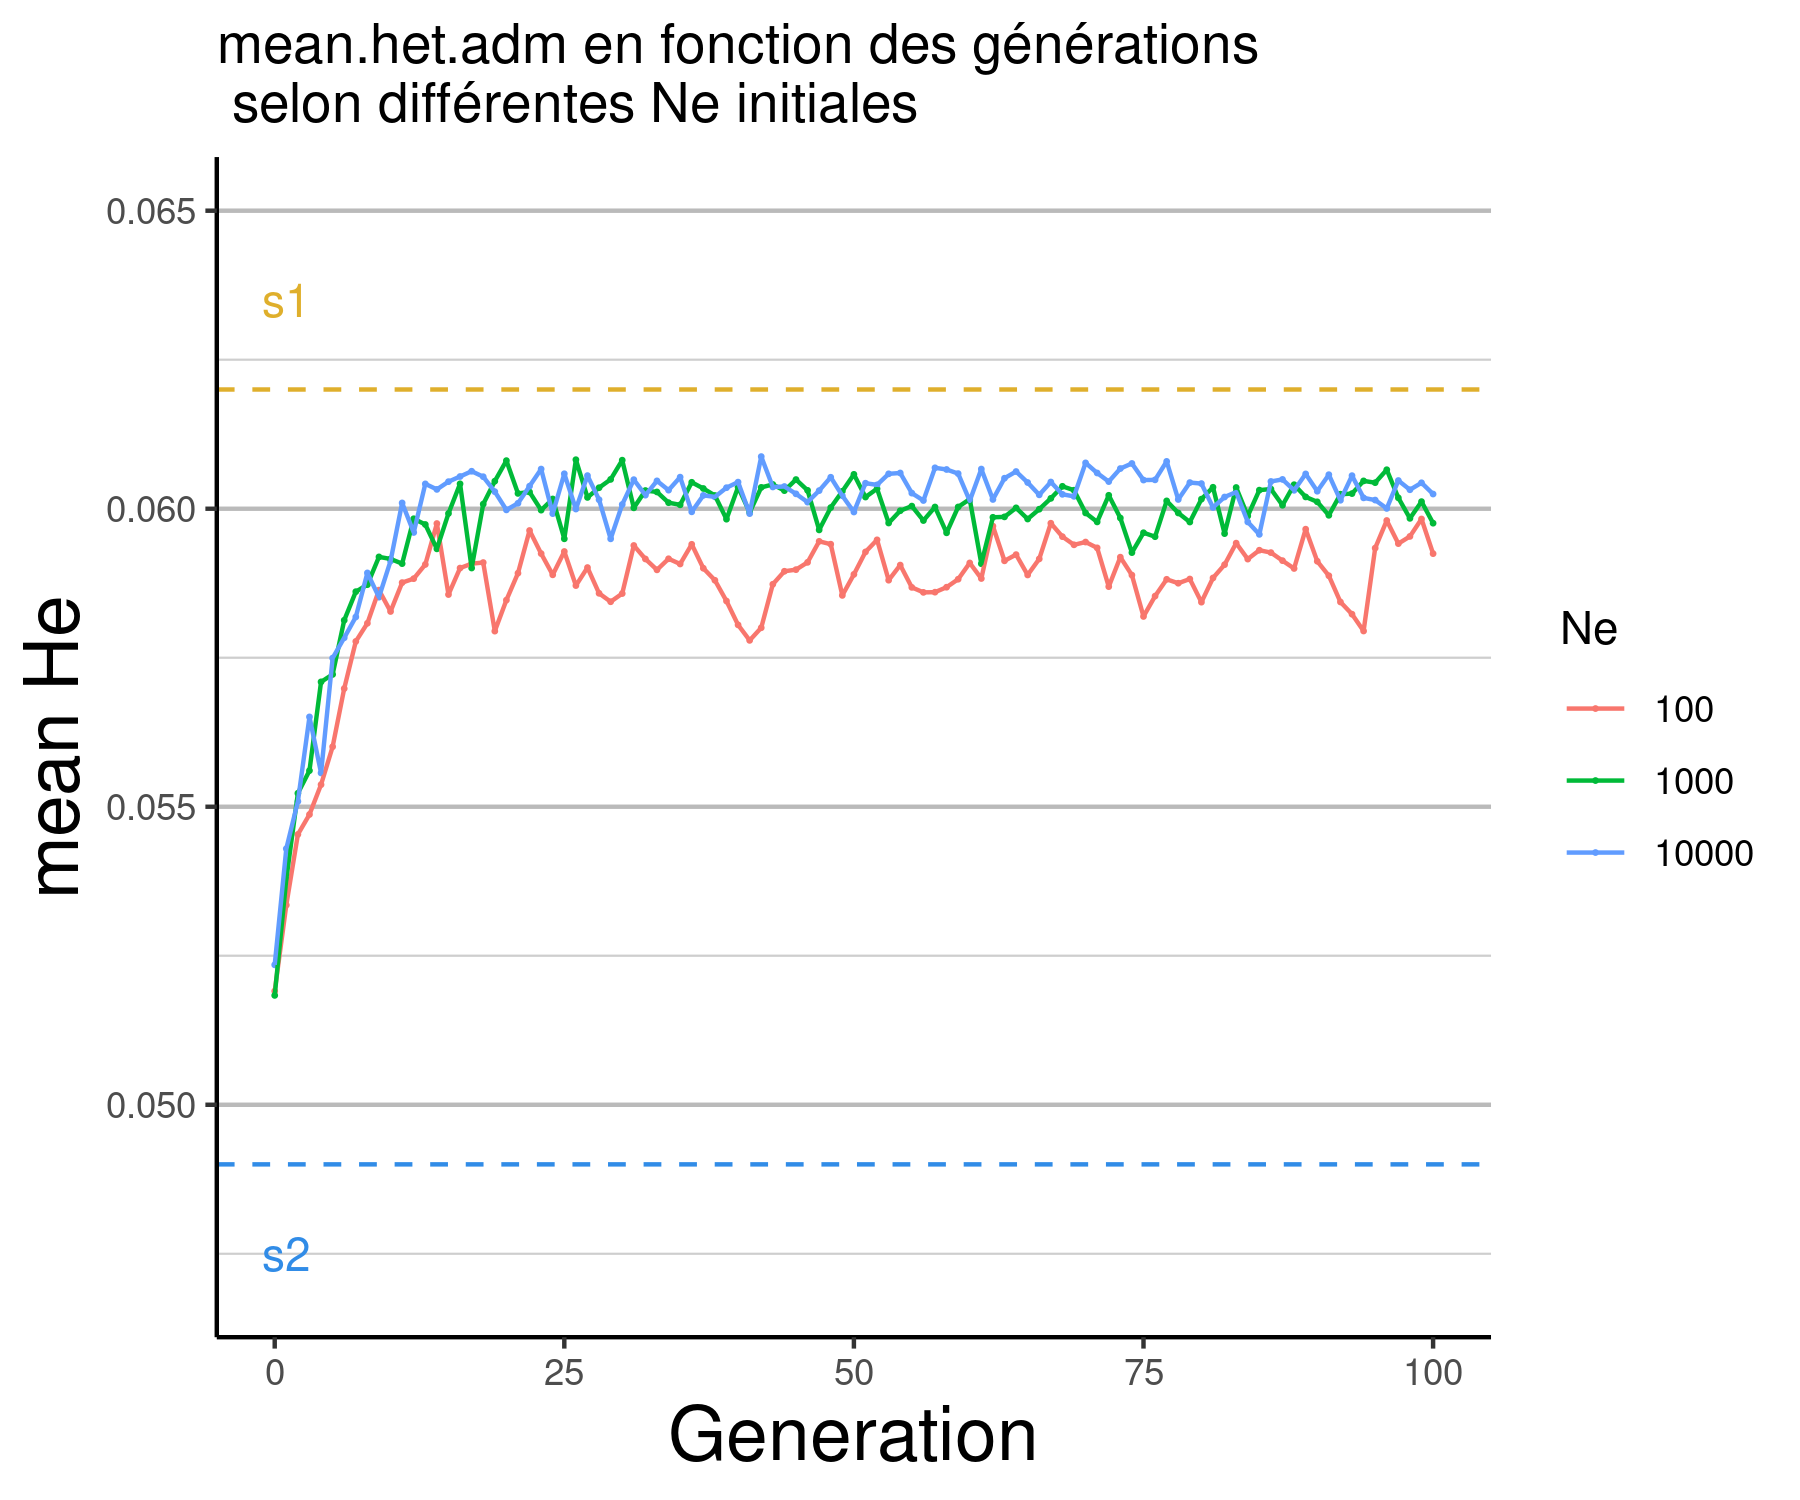 mean.het.adm en fonction des générations
selon différentes Ne initiales
mean He
0.065
0.060
0.055
0.050
s1
s2
0 25 50 75 100
Generation
Ne
100
1000
10000